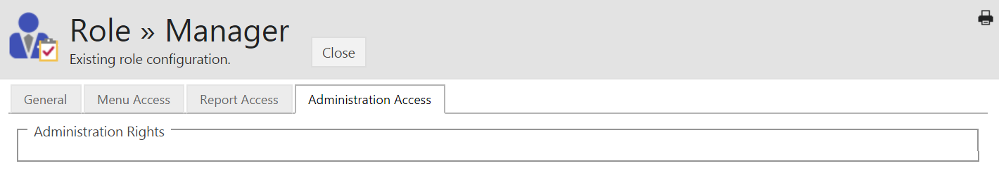 Role » Manager
Existing role configuration.
Close
General
Menu Access
Report Access
Administration Access
Administration Rights